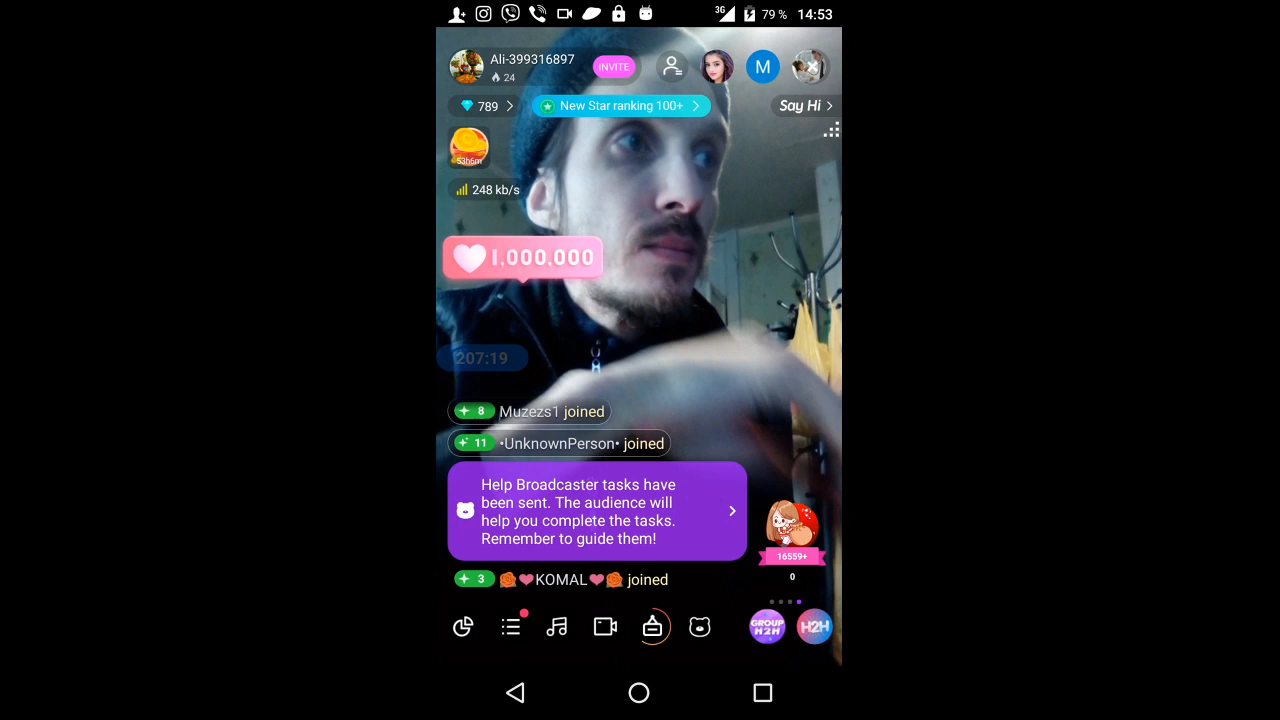 3G 79 % 14:53
Ali-399316897
24
INVITE
M
789
New Star ranking 100+
Say Hi
53h6m
248 kb/s
1,000,000
207:19
8 Muzezs1 joined
11 •UnknownPerson• joined
Help Broadcaster tasks have
been sent. The audience will
help you complete the tasks.
Remember to guide them!
16559+
0
3 KOMAL joined
GROUP
H2H
H2H